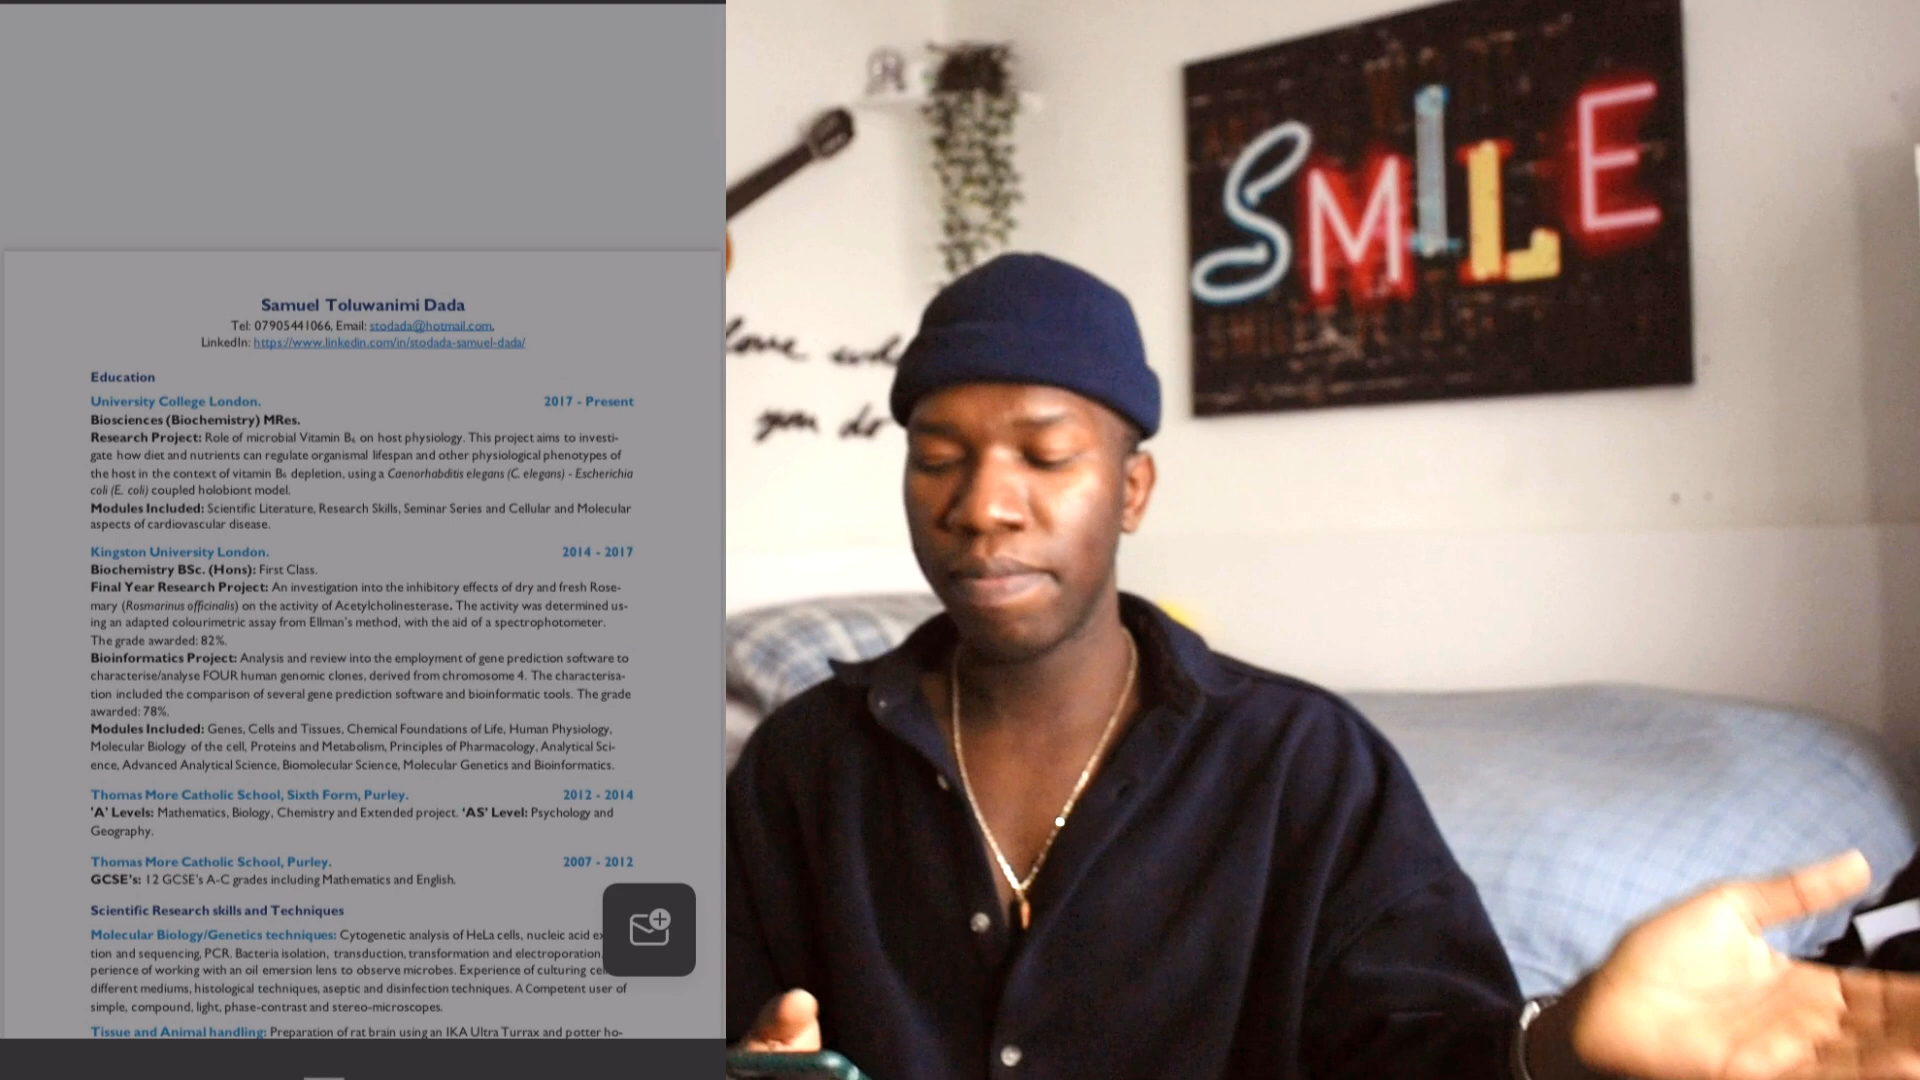 Samuel Toluwanimi Dada
Tel: 07905441066, Email: stodada@hotmail.com,
LinkedIn: https://www.linkedin.com/in/stodada-samuel-dada/
Education
University College London. 2017 - Present
Biosciences (Biochemistry) MRes.
Research Project: Role of microbial Vitamin B₆ on host physiology. This project aims to investi-
gate how diet and nutrients can regulate organismal lifespan and other physiological phenotypes of
the host in the context of vitamin B₆ depletion, using a Caenorhabditis elegans (C. elegans) - Escherichia
coli (E. coli) coupled holobiont model.
Modules Included: Scientific Literature, Research Skills, Seminar Series and Cellular and Molecular
aspects of cardiovascular disease.
Kingston University London. 2014 - 2017
Biochemistry BSc. (Hons): First Class.
Final Year Research Project: An investigation into the inhibitory effects of dry and fresh Rose-
mary (Rosmarinus officinalis) on the activity of Acetylcholinesterase. The activity was determined us-
ing an adapted colourimetric assay from Ellman's method, with the aid of a spectrophotometer.
The grade awarded: 82%.
Bioinformatics Project: Analysis and review into the employment of gene prediction software to
characterise/analyse FOUR human genomic clones, derived from chromosome 4. The characterisa-
tion included the comparison of several gene prediction software and bioinformatic tools. The grade
awarded: 78%.
Modules Included: Genes, Cells and Tissues, Chemical Foundations of Life, Human Physiology,
Molecular Biology of the cell, Proteins and Metabolism, Principles of Pharmacology, Analytical Sci-
ence, Advanced Analytical Science, Biomolecular Science, Molecular Genetics and Bioinformatics.
Thomas More Catholic School, Sixth Form, Purley. 2012 - 2014
'A' Levels: Mathematics, Biology, Chemistry and Extended project. 'AS' Level: Psychology and
Geography.
Thomas More Catholic School, Purley. 2007 - 2012
GCSE's: 12 GCSE's A-C grades including Mathematics and English.
Scientific Research skills and Techniques
Molecular Biology/Genetics techniques: Cytogenetic analysis of HeLa cells, nucleic acid
tion and sequencing, PCR. Bacteria isolation, transduction, transformation and electroporation.
perience of working with an oil emersion lens to observe microbes. Experience of culturing
different mediums, histological techniques, aseptic and disinfection techniques. A Competent user of
simple, compound, light, phase-contrast and stereo-microscopes.
Tissue and Animal handling: Preparation of rat brain using an IKA Ultra Turrax and potter ho-
SMILE
love
you do